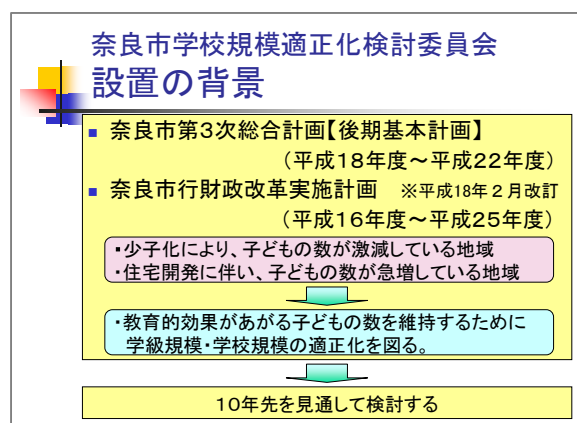 奈良市学校規模適正化検討委員会
設置の背景
■ 奈良市第3次総合計画【後期基本計画】
（平成18年度～平成22年度）
■ 奈良市行財政改革実施計画　※平成18年２月改訂
（平成16年度～平成25年度）
・少子化により、子どもの数が激減している地域
・住宅開発に伴い、子どもの数が急増している地域
・教育的効果があがる子どもの数を維持するために
学級規模・学校規模の適正化を図る。
10年先を見通して検討する